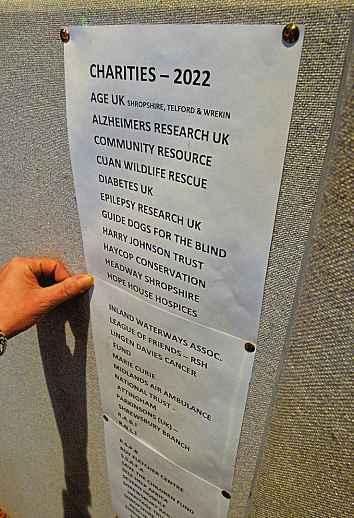 CHARITIES – 2022
AGE UK SHROPSHIRE, TELFORD & WREKIN
ALZHEIMERS RESEARCH UK
COMMUNITY RESOURCE
CUAN WILDLIFE RESCUE
DIABETES UK
EPILEPSY RESEARCH UK
GUIDE DOGS FOR THE BLIND
HARRY JOHNSON TRUST
HAYCOP CONSERVATION
HEADWAY SHROPSHIRE
HOPE HOUSE HOSPICES
INLAND WATERWAYS ASSOC.
LEAGUE OF FRIENDS – RSH
LINGEN DAVIES CANCER
FUND
MARIE CURIE
MIDLANDS AIR AMBULANCE
NATIONAL TRUST -
ATTINGHAM
PARKINSONS (UK) –
SHREWSBURY BRANCH
R.N.L.I
THE CHILDREN FUND